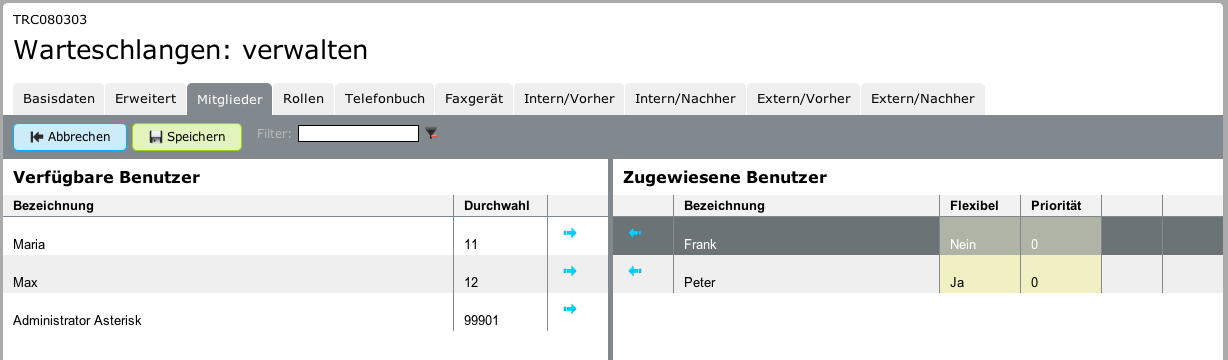 TRC080303
Warteschlangen: verwalten
Basisdaten Erweitert Mitglieder Rollen Telefonbuch Faxgerät Intern/Vorher Intern/Nachher Extern/Vorher Extern/Nachher
Abbrechen Speichern Filter:
Verfügbare Benutzer Zugewiesene Benutzer
Bezeichnung Durchwahl Bezeichnung Flexibel Priorität
Maria 11 Frank Nein 0
Max 12 Peter Ja 0
Administrator Asterisk 99901